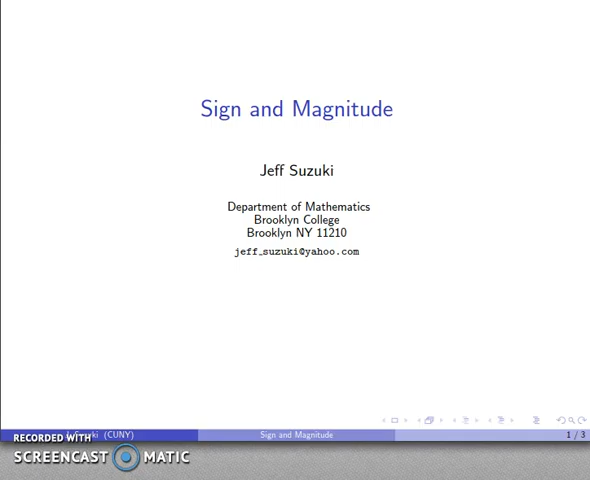 Sign and Magnitude
Jeff Suzuki
Department of Mathematics
Brooklyn College
Brooklyn NY 11210
jeff_suzuki@yahoo.com
(CUNY) Sign and Magnitude 1 / 3
RECORDED WITH
SCREENCAST MATIC